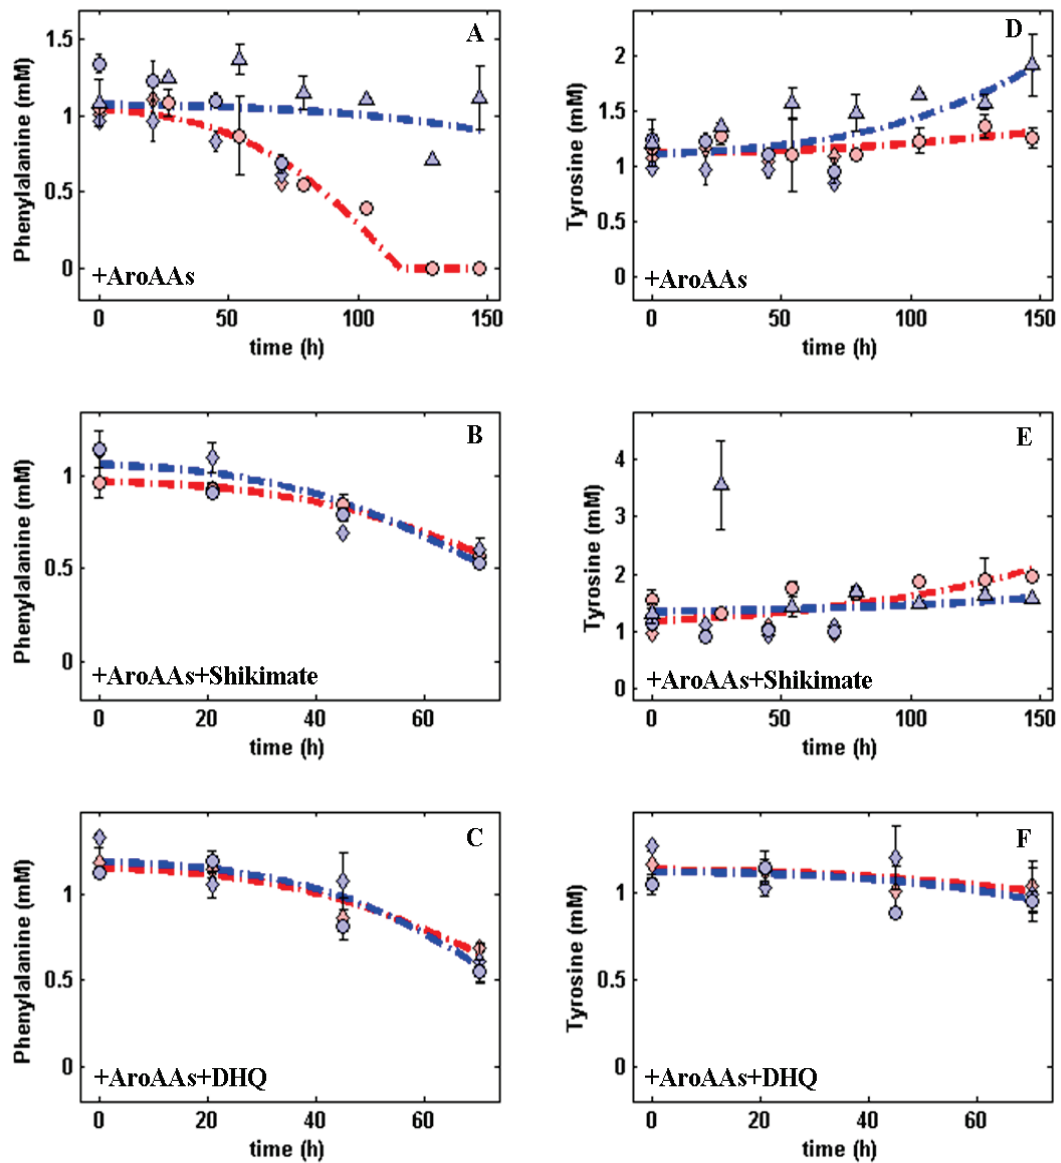 A
Phenylalanine (mM)
1.5
1
0.5
0
+AroAAs
0
50
100
150
time (h)
D
Tyrosine (mM)
2
1.5
1
0.5
0
+AroAAs
0
50
100
150
time (h)
B
Phenylalanine (mM)
1
0.5
0
+AroAAs+Shikimate
0
20
40
60
time (h)
E
Tyrosine (mM)
4
3
2
1
0
+AroAAs+Shikimate
0
50
100
150
time (h)
C
Phenylalanine (mM)
1
0.5
0
+AroAAs+DHQ
0
20
40
60
time (h)
F
Tyrosine (mM)
1
0.5
0
+AroAAs+DHQ
0
20
40
60
time (h)